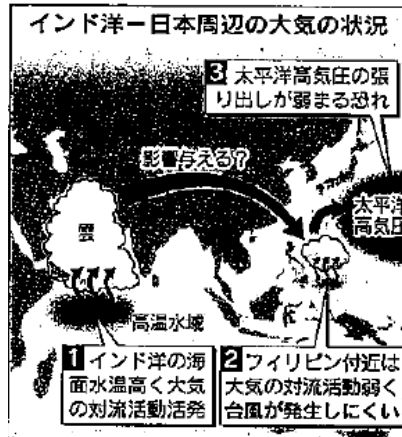 インド洋ー日本周辺の大気の状況
3 太平洋高気圧の張
り出しが弱まる恐れ
影響与える?
雲
太平洋
高気圧
高温水域
1 インド洋の海
面水温高く大気
の対流活動活発
2 フィリピン付近は
大気の対流活動弱く
台風が発生しにくい